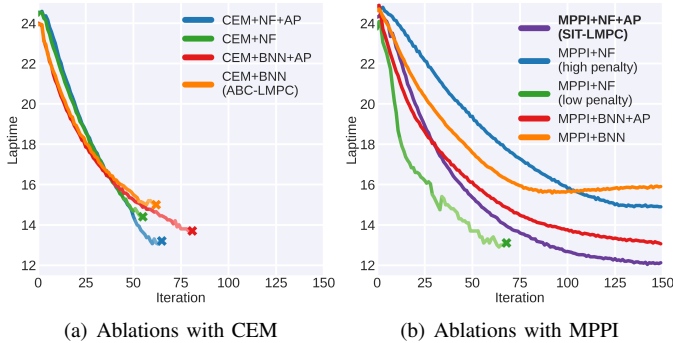 24
22
20
18
16
14
12
Laptime
0
25
50
75
100
125
150
Iteration
CEM+NF+AP
CEM+NF
CEM+BNN+AP
CEM+BNN
(ABC-LMPC)
(a) Ablations with CEM
24
22
20
18
16
14
12
Laptime
0
25
50
75
100
125
150
Iteration
MPPI+NF+AP
(SIT-LMPC)
MPPI+NF
(high penalty)
MPPI+NF
(low penalty)
MPPI+BNN+AP
MPPI+BNN
(b) Ablations with MPPI